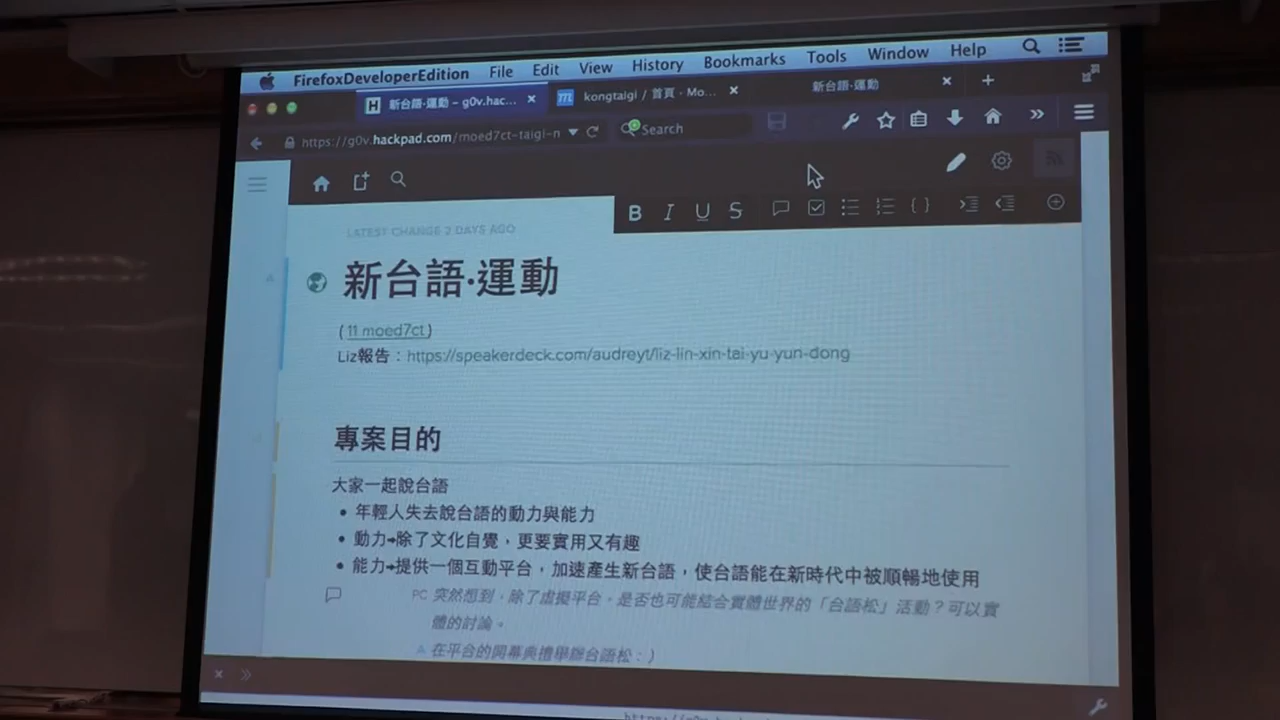 FirefoxDeveloperEdition File Edit View History Bookmarks Tools Window Help
H 新台語·運動 – g0v.hac... × m kongtaigi / 首頁 · Mo... × 新台語·運動 × +
https://g0v.hackpad.com/moed7ct-taigi-n Search
B I U S
LATEST CHANGE 2 DAYS AGO
新台語·運動
( 11 moed7ct )
Liz報告：https://speakerdeck.com/audreyt/liz-lin-xin-tai-yu-yun-dong
專案目的
大家一起說台語
• 年輕人失去說台語的動力與能力
• 動力→除了文化自覺，更要實用又有趣
• 能力→提供一個互動平台，加速產生新台語，使台語能在新時代中被順暢地使用
PC 突然想到，除了虛擬平台，是否也可能結合實體世界的「台語松」活動？可以實
體的討論。
A 在平台的開幕典禮舉辦台語松：)